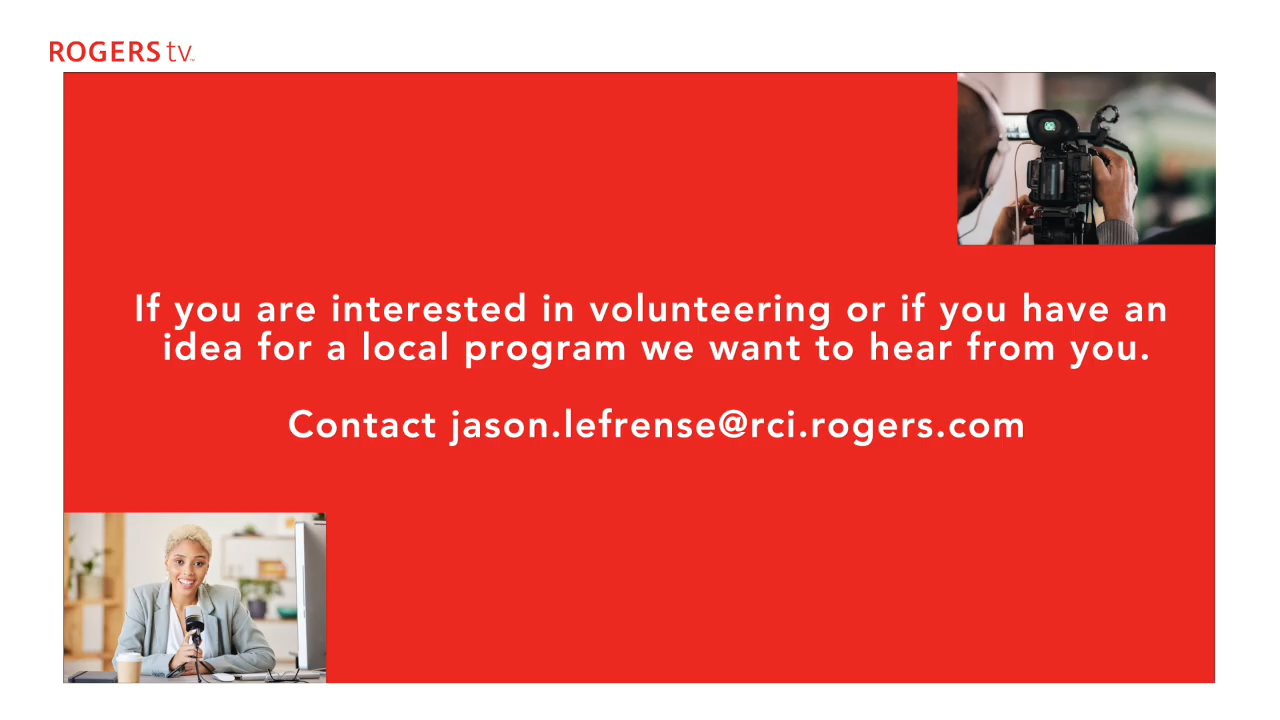 ROGERS tv™
If you are interested in volunteering or if you have an
idea for a local program we want to hear from you.
Contact jason.lefrense@rci.rogers.com